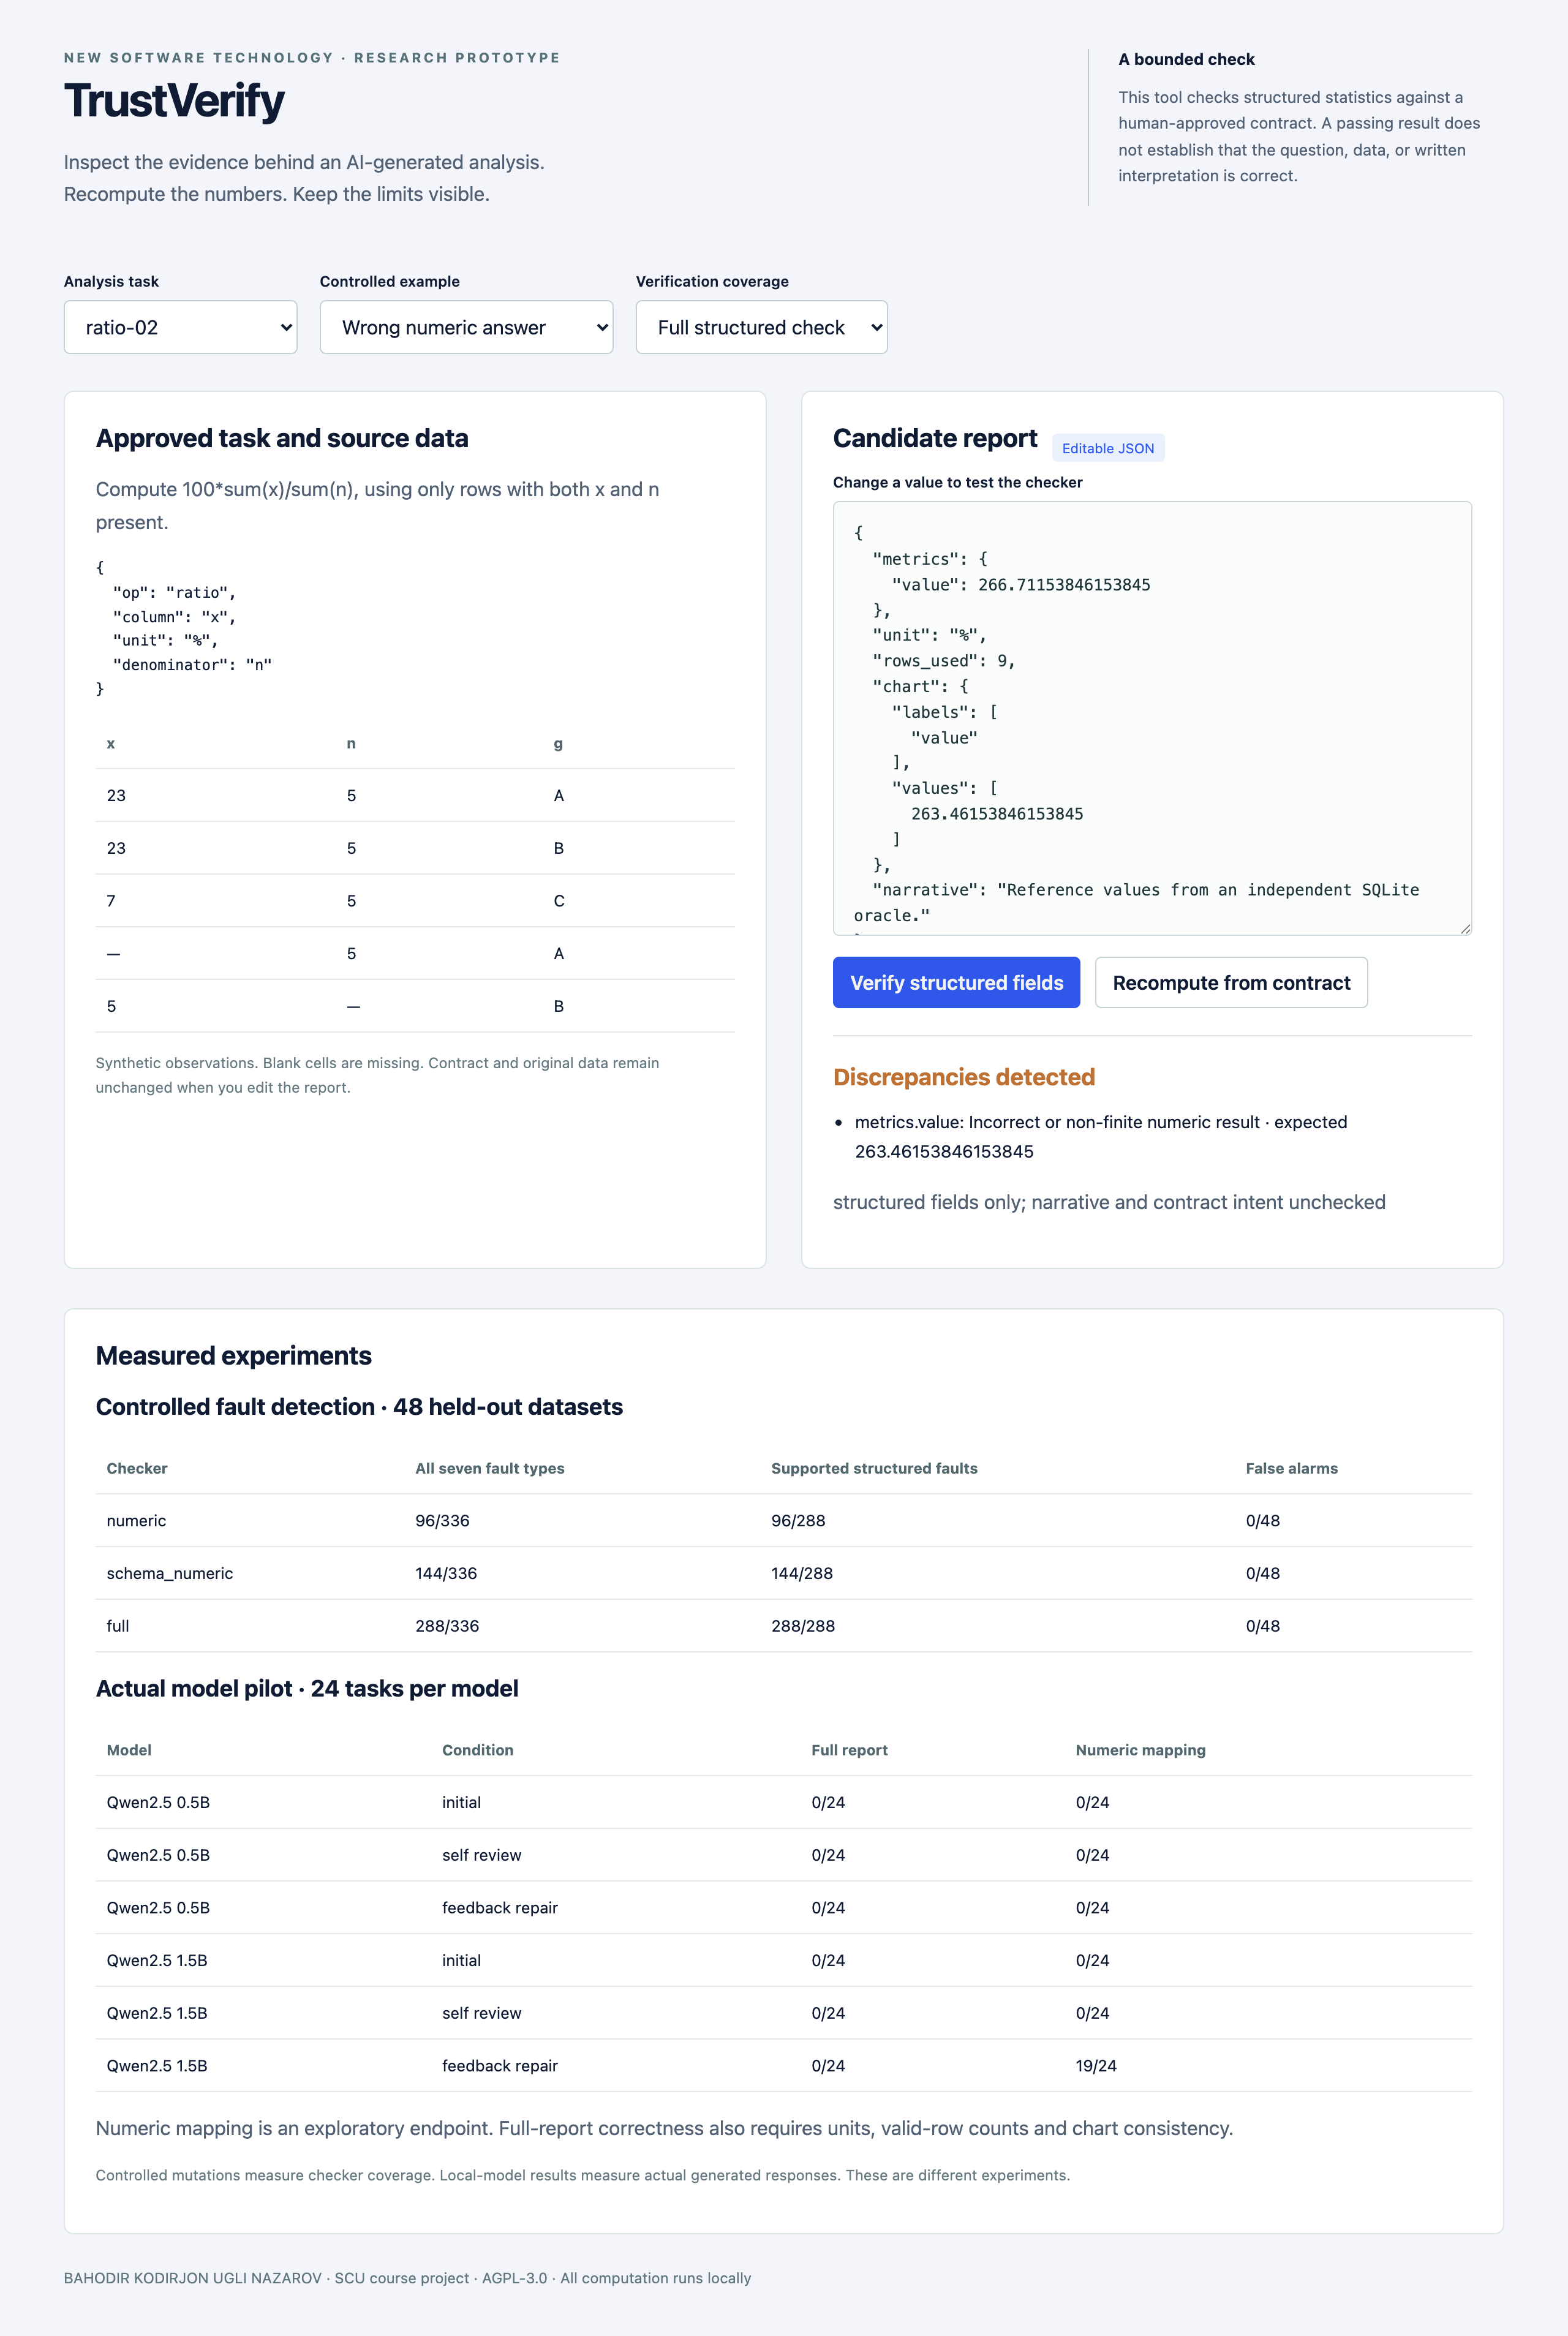 NEW SOFTWARE TECHNOLOGY · RESEARCH PROTOTYPE
TrustVerify
Inspect the evidence behind an AI-generated analysis.
Recompute the numbers. Keep the limits visible.
A bounded check
This tool checks structured statistics against a
human-approved contract. A passing result does
not establish that the question, data, or written
interpretation is correct.
Analysis task
ratio-02
Controlled example
Wrong numeric answer
Verification coverage
Full structured check
Approved task and source data
Compute 100*sum(x)/sum(n), using only rows with both x and n
present.
{
  "op": "ratio",
  "column": "x",
  "unit": "%",
  "denominator": "n"
}
x n g
23 5 A
23 5 B
7 5 C
— 5 A
5 — B
Synthetic observations. Blank cells are missing. Contract and original data remain
unchanged when you edit the report.
Candidate report
Editable JSON
Change a value to test the checker
{
  "metrics": {
    "value": 266.71153846153845
  },
  "unit": "%",
  "rows_used": 9,
  "chart": {
    "labels": [
      "value"
    ],
    "values": [
      263.46153846153845
    ]
  },
  "narrative": "Reference values from an independent SQLite
oracle."
Verify structured fields
Recompute from contract
Discrepancies detected
• metrics.value: Incorrect or non-finite numeric result · expected
263.46153846153845
structured fields only; narrative and contract intent unchecked
Measured experiments
Controlled fault detection · 48 held-out datasets
Checker All seven fault types Supported structured faults False alarms
numeric 96/336 96/288 0/48
schema_numeric 144/336 144/288 0/48
full 288/336 288/288 0/48
Actual model pilot · 24 tasks per model
Model Condition Full report Numeric mapping
Qwen2.5 0.5B initial 0/24 0/24
Qwen2.5 0.5B self review 0/24 0/24
Qwen2.5 0.5B feedback repair 0/24 0/24
Qwen2.5 1.5B initial 0/24 0/24
Qwen2.5 1.5B self review 0/24 0/24
Qwen2.5 1.5B feedback repair 0/24 19/24
Numeric mapping is an exploratory endpoint. Full-report correctness also requires units, valid-row counts and chart consistency.
Controlled mutations measure checker coverage. Local-model results measure actual generated responses. These are different experiments.
BAHODIR KODIRJON UGLI NAZAROV · SCU course project · AGPL-3.0 · All computation runs locally